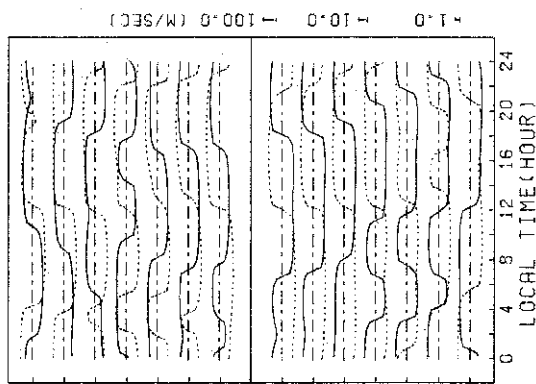 ⊢ 100.0 (M/SEC)
⊢ 10.0
⊢ 1.0
0 4 8 12 16 20 24
LOCAL TIME(HOUR)